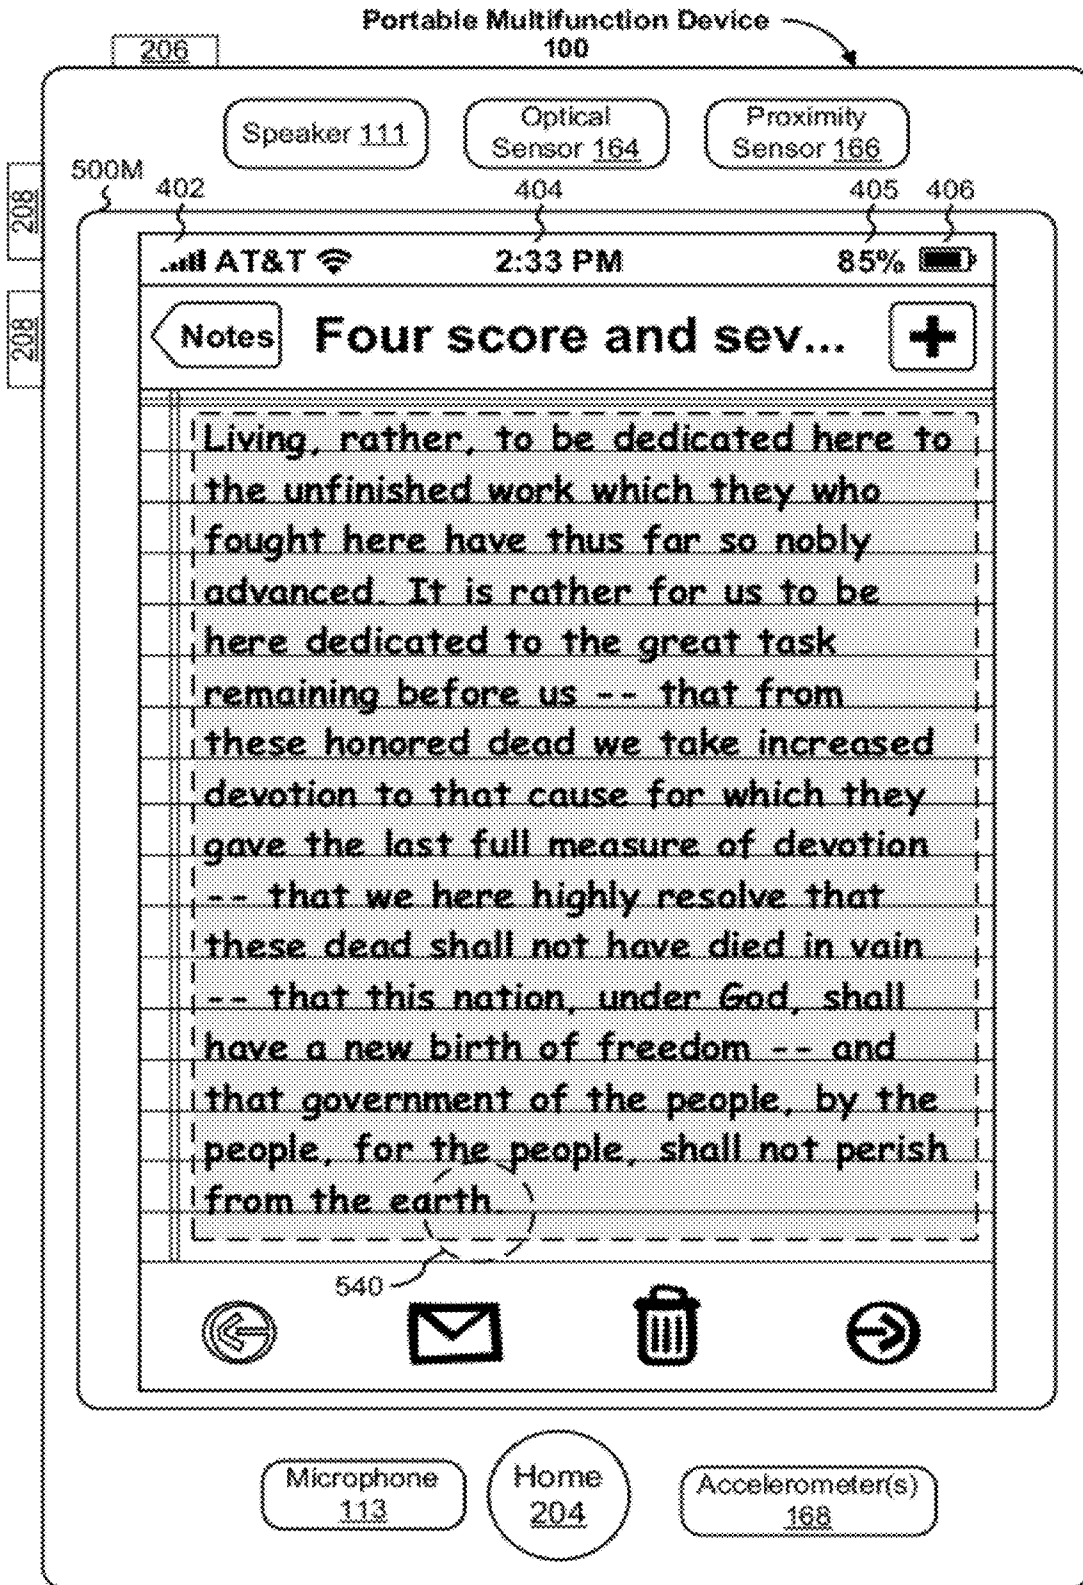 Portable Multifunction Device
100
206
Speaker 111
Optical
Sensor 164
Proximity
Sensor 166
500M
402
404
405
406
208
208
AT&T
2:33 PM
85%
Notes
Four score and sev...
+
Living, rather, to be dedicated here to
the unfinished work which they who
fought here have thus far so nobly
advanced. It is rather for us to be
here dedicated to the great task
remaining before us -- that from
these honored dead we take increased
devotion to that cause for which they
gave the last full measure of devotion
-- that we here highly resolve that
these dead shall not have died in vain
-- that this nation, under God, shall
have a new birth of freedom -- and
that government of the people, by the
people, for the people, shall not perish
from the earth.
540
Microphone
113
Home
204
Accelerometer(s)
168